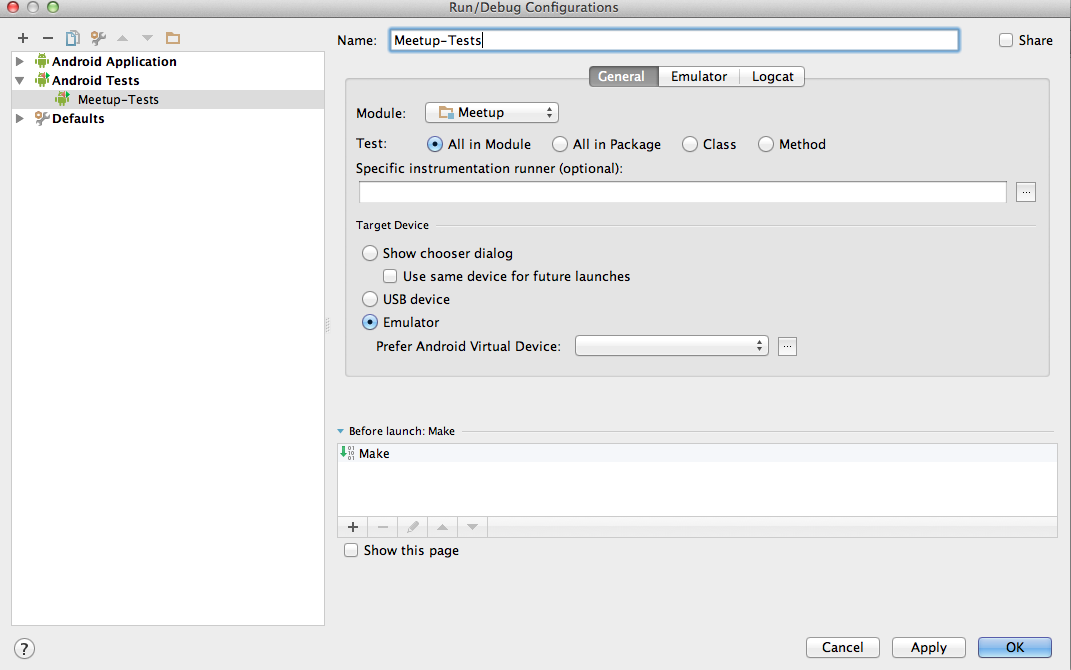 Run/Debug Configurations
Name: Meetup-Tests Share
Android Application
Android Tests
Meetup-Tests
Defaults
General Emulator Logcat
Module: Meetup
Test: All in Module All in Package Class Method
Specific instrumentation runner (optional):
...
Target Device
Show chooser dialog
Use same device for future launches
USB device
Emulator
Prefer Android Virtual Device: ...
Before launch: Make
Make
Show this page
? Cancel Apply OK